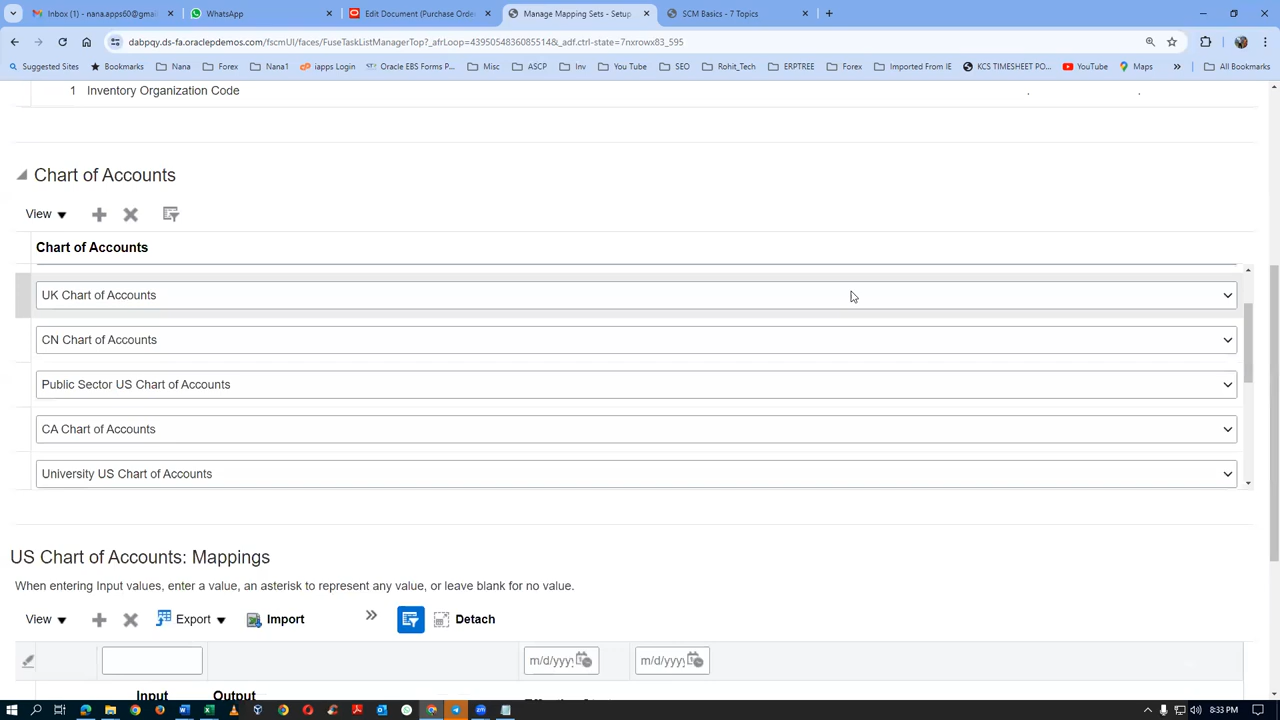 Inbox (1) - nana.apps60@gmail
WhatsApp
Edit Document (Purchase Order
Manage Mapping Sets - Setup
SCM Basics - 7 Topics
dabpqy.ds-fa.oraclepdemos.com/fscmUI/faces/FuseTaskListManagerTop?_afrLoop=43950548360855514&_adf.ctrl-state=7nxrowx83_595
Suggested Sites
Bookmarks
Nana
Forex
Nana1
iapps Login
Oracle EBS Forms P...
Misc
ASCP
Inv
You Tube
SEO
Rohit_Tech
ERPTREE
Forex
Imported From IE
KCS TIMESHEET PO...
YouTube
Maps
»
All Bookmarks
1 Inventory Organization Code
Chart of Accounts
View
Chart of Accounts
UK Chart of Accounts
CN Chart of Accounts
Public Sector US Chart of Accounts
CA Chart of Accounts
University US Chart of Accounts
US Chart of Accounts: Mappings
When entering Input values, enter a value, an asterisk to represent any value, or leave blank for no value.
View
Export
Import
»
Detach
m/d/yyyy
m/d/yyyy
Input
Output
8:33 PM